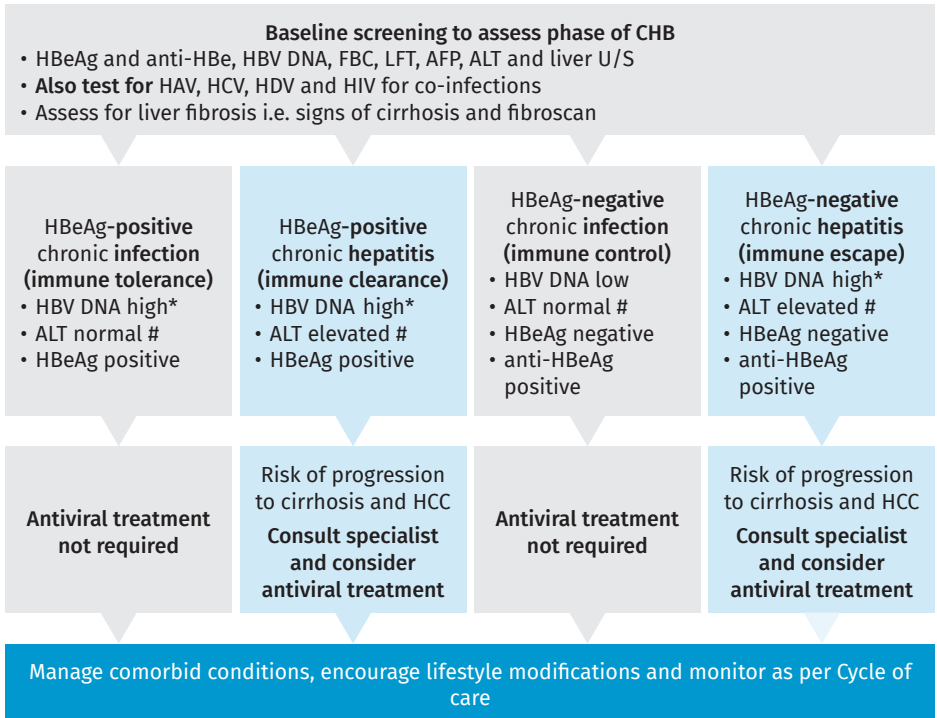 Baseline screening to assess phase of CHB
• HBeAg and anti-HBe, HBV DNA, FBC, LFT, AFP, ALT and liver U/S
• Also test for HAV, HCV, HDV and HIV for co-infections
• Assess for liver fibrosis i.e. signs of cirrhosis and fibroscan
HBeAg-positive
chronic infection
(immune tolerance)
• HBV DNA high*
• ALT normal #
• HBeAg positive
HBeAg-positive
chronic hepatitis
(immune clearance)
• HBV DNA high*
• ALT elevated #
• HBeAg positive
HBeAg-negative
chronic infection
(immune control)
• HBV DNA low
• ALT normal #
• HBeAg negative
• anti-HBeAg
positive
HBeAg-negative
chronic hepatitis
(immune escape)
• HBV DNA high*
• ALT elevated #
• HBeAg negative
• anti-HBeAg
positive
Antiviral treatment
not required
Risk of progression
to cirrhosis and HCC
Consult specialist
and consider
antiviral treatment
Antiviral treatment
not required
Risk of progression
to cirrhosis and HCC
Consult specialist
and consider
antiviral treatment
Manage comorbid conditions, encourage lifestyle modifications and monitor as per Cycle of
care